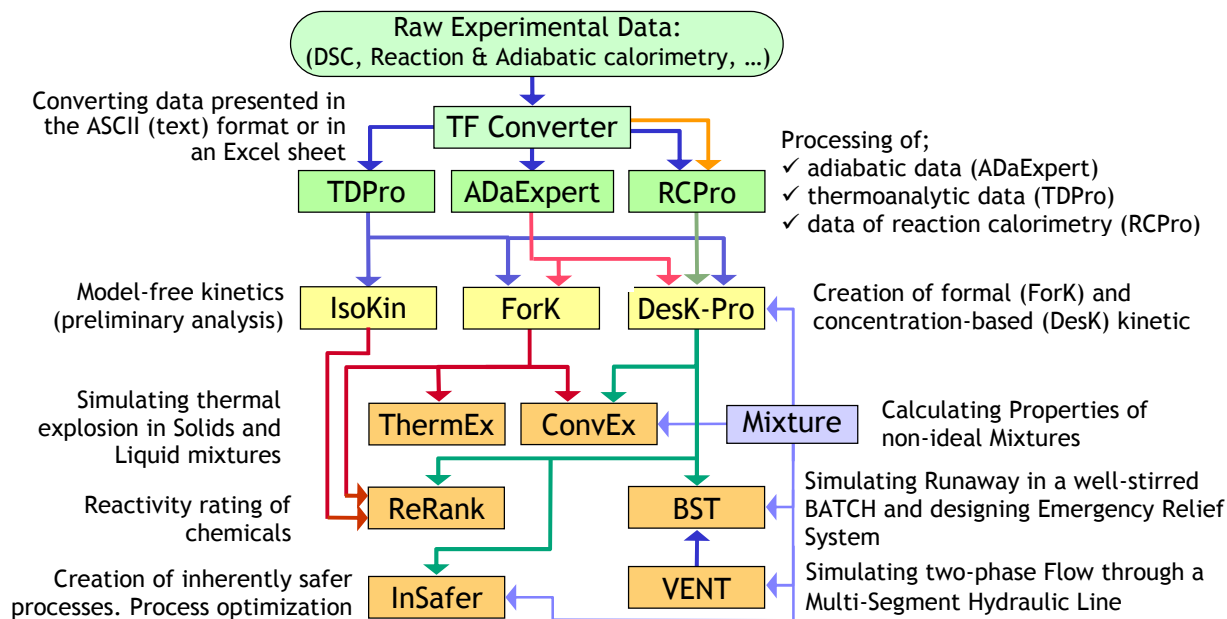 Raw Experimental Data:
(DSC, Reaction & Adiabatic calorimetry, …)
Converting data presented in
the ASCII (text) format or in
an Excel sheet
TF Converter
Processing of;
✓ adiabatic data (ADaExpert)
✓ thermoanalytic data (TDPro)
✓ data of reaction calorimetry (RCPro)
TDPro
ADaExpert
RCPro
Model-free kinetics
(preliminary analysis)
IsoKin
ForK
DesK-Pro
Creation of formal (ForK) and
concentration-based (DesK) kinetic
Simulating thermal
explosion in Solids and
Liquid mixtures
ThermEx
ConvEx
Mixture
Calculating Properties of
non-ideal Mixtures
Reactivity rating of
chemicals
ReRank
BST
Simulating Runaway in a well-stirred
BATCH and designing Emergency Relief
System
Creation of inherently safer
processes. Process optimization
InSafer
VENT
Simulating two-phase Flow through a
Multi-Segment Hydraulic Line